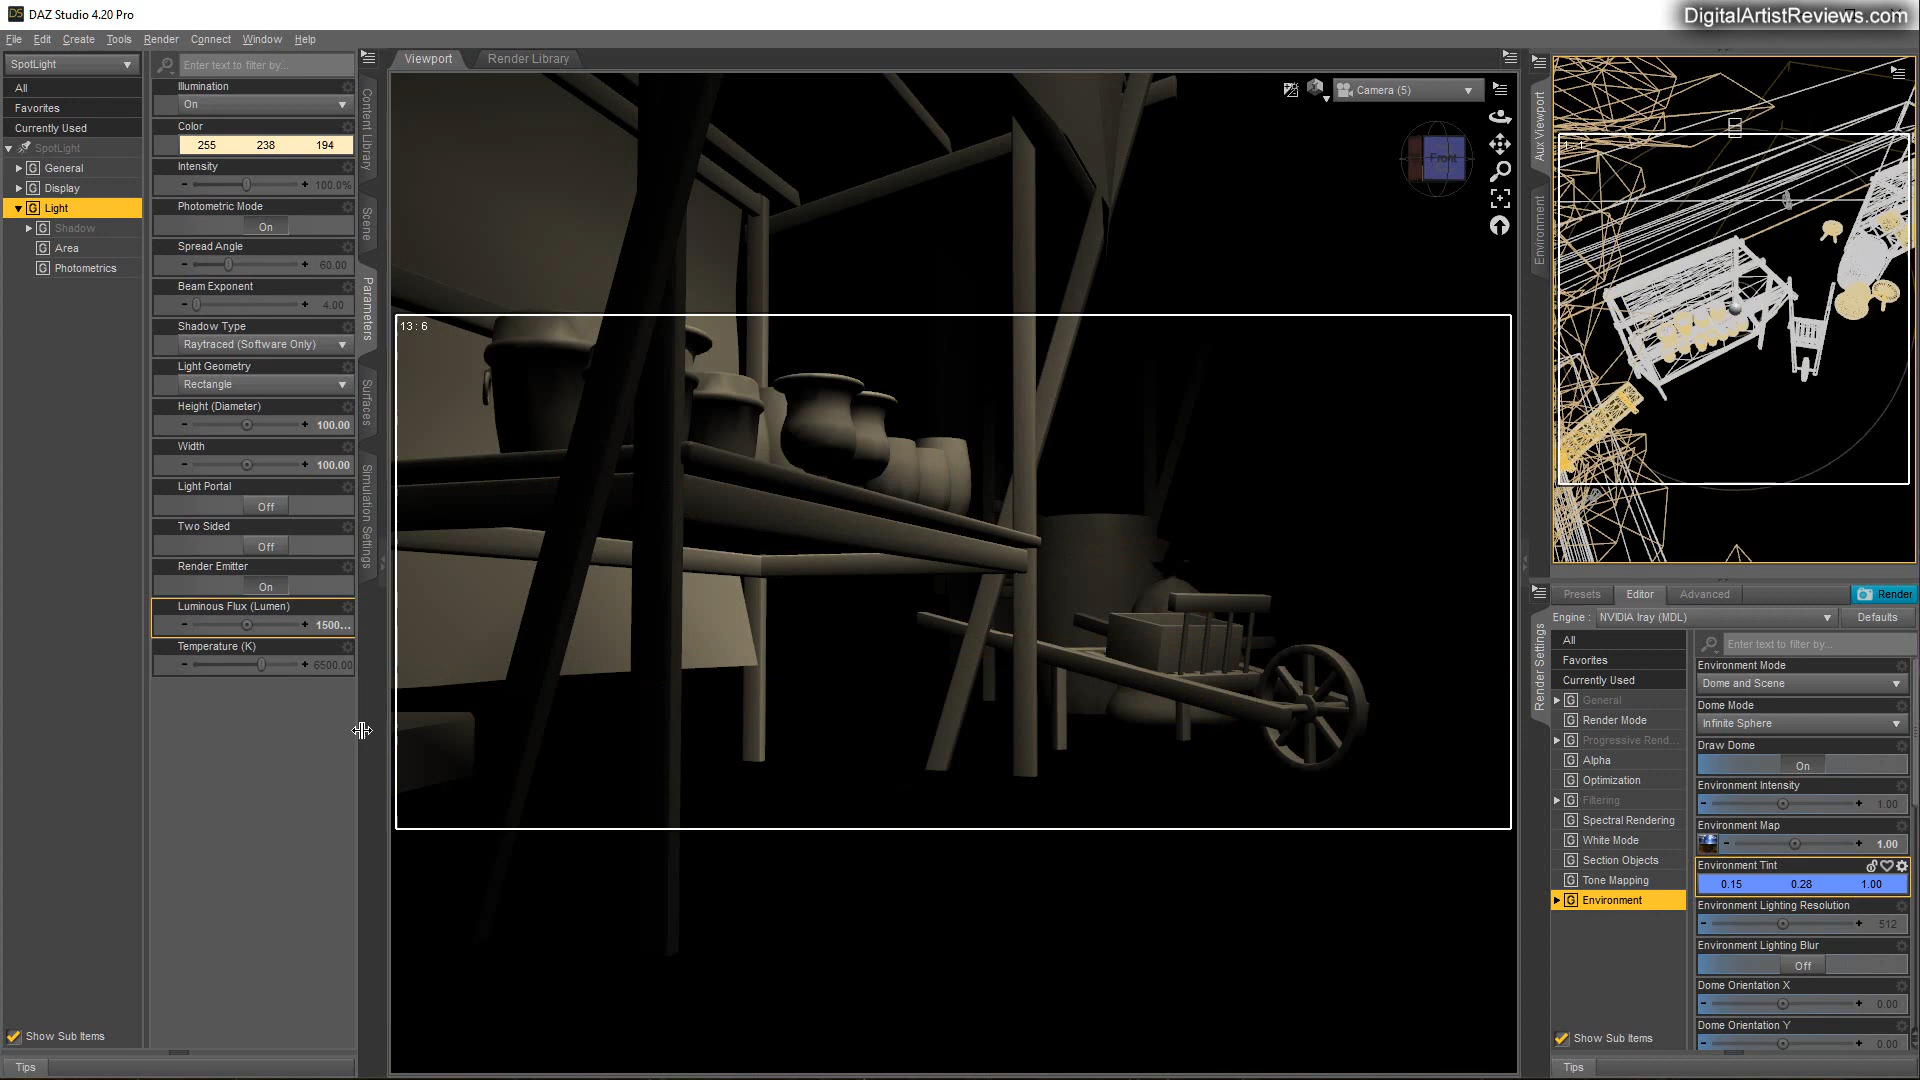 DAZ Studio 4.20 Pro
DigitalArtistReviews.com
File Edit Create Tools Render Connect Window Help
SpotLight
All
Favorites
Currently Used
SpotLight
General
Display
Light
Shadow
Area
Photometrics
Show Sub Items
Tips
Enter text to filter by...
Illumination
On
Color
255 238 194
Intensity
100.0%
Photometric Mode
On
Spread Angle
60.00
Beam Exponent
4.00
Shadow Type
Raytraced (Software Only)
Light Geometry
Rectangle
Height (Diameter)
100.00
Width
100.00
Light Portal
Off
Two Sided
Off
Render Emitter
On
Luminous Flux (Lumen)
1500...
Temperature (K)
6500.00
Content Library
Scene
Parameters
Surfaces
Simulation Settings
Viewport Render Library
Camera (5)
Front
13 : 6
Aux Viewport
Environment
Render Settings
Presets Editor Advanced Render
Engine : NVIDIA Iray (MDL) Defaults
All
Favorites
Currently Used
General
Render Mode
Progressive Rend...
Alpha
Optimization
Filtering
Spectral Rendering
White Mode
Section Objects
Tone Mapping
Environment
Show Sub Items
Tips
Enter text to filter by...
Environment Mode
Dome and Scene
Dome Mode
Infinite Sphere
Draw Dome
On
Environment Intensity
1.00
Environment Map
1.00
Environment Tint
0.15 0.28 1.00
Environment Lighting Resolution
512
Environment Lighting Blur
Off
Dome Orientation X
0.00
Dome Orientation Y
0.00